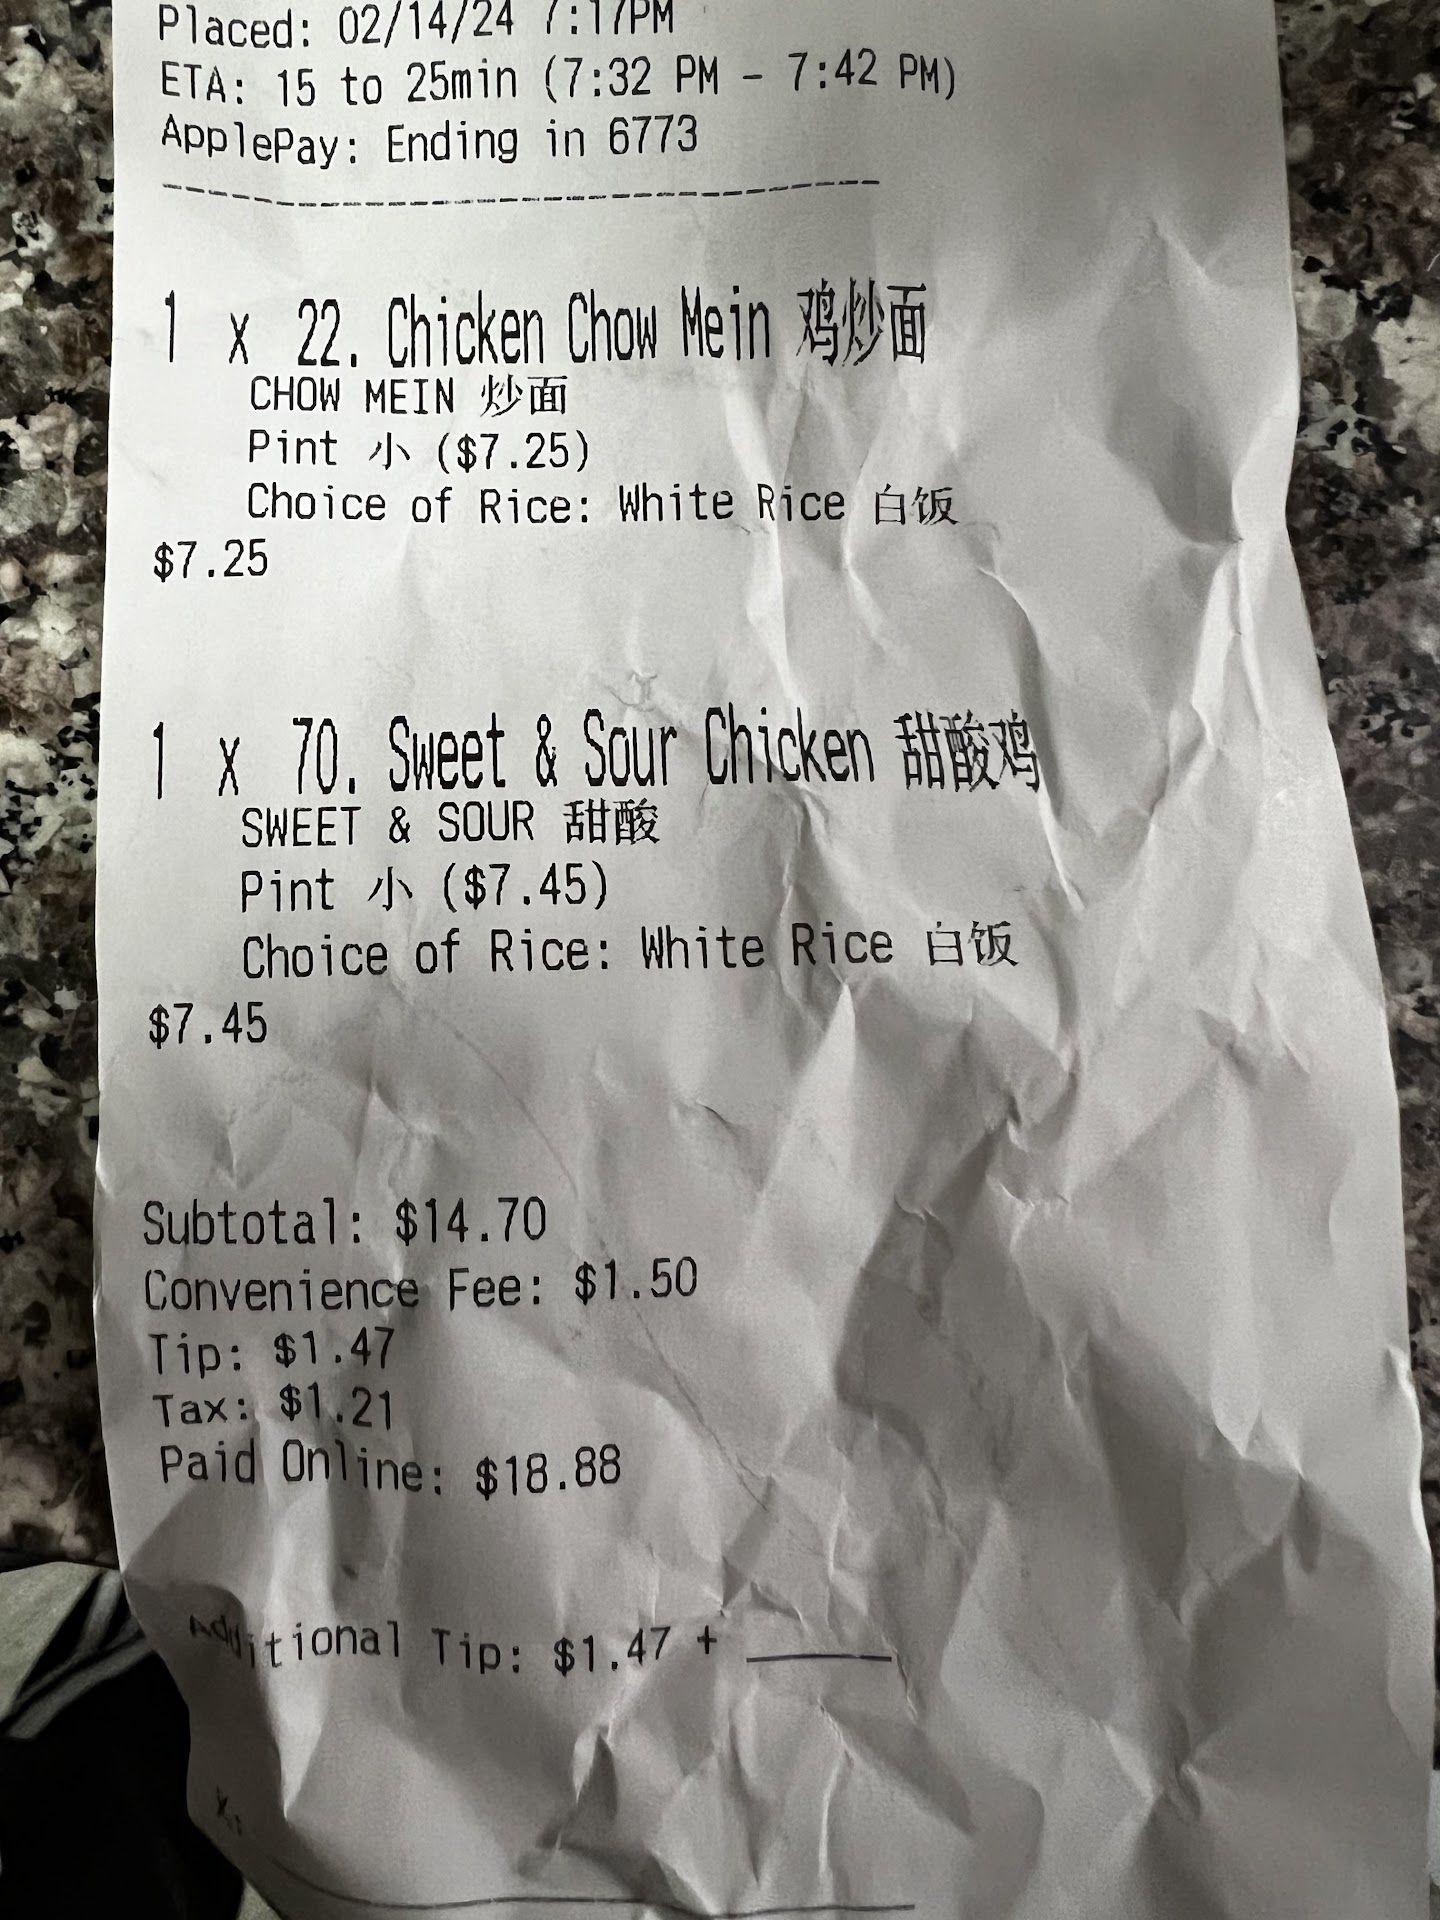 Placed: 02/14/24 7:17PM
ETA: 15 to 25min (7:32 PM - 7:42 PM)
ApplePay: Ending in 6773
1 x 22. Chicken Chow Mein 鸡炒面
CHOW MEIN 炒面
Pint 小 ($7.25)
Choice of Rice: White Rice 白饭
$7.25
1 x 70. Sweet & Sour Chicken 甜酸鸡
SWEET & SOUR 甜酸
Pint 小 ($7.45)
Choice of Rice: White Rice 白饭
$7.45
Subtotal: $14.70
Convenience Fee: $1.50
Tip: $1.47
Tax: $1.21
Paid Online: $18.88
Additional Tip: $1.47 + ______